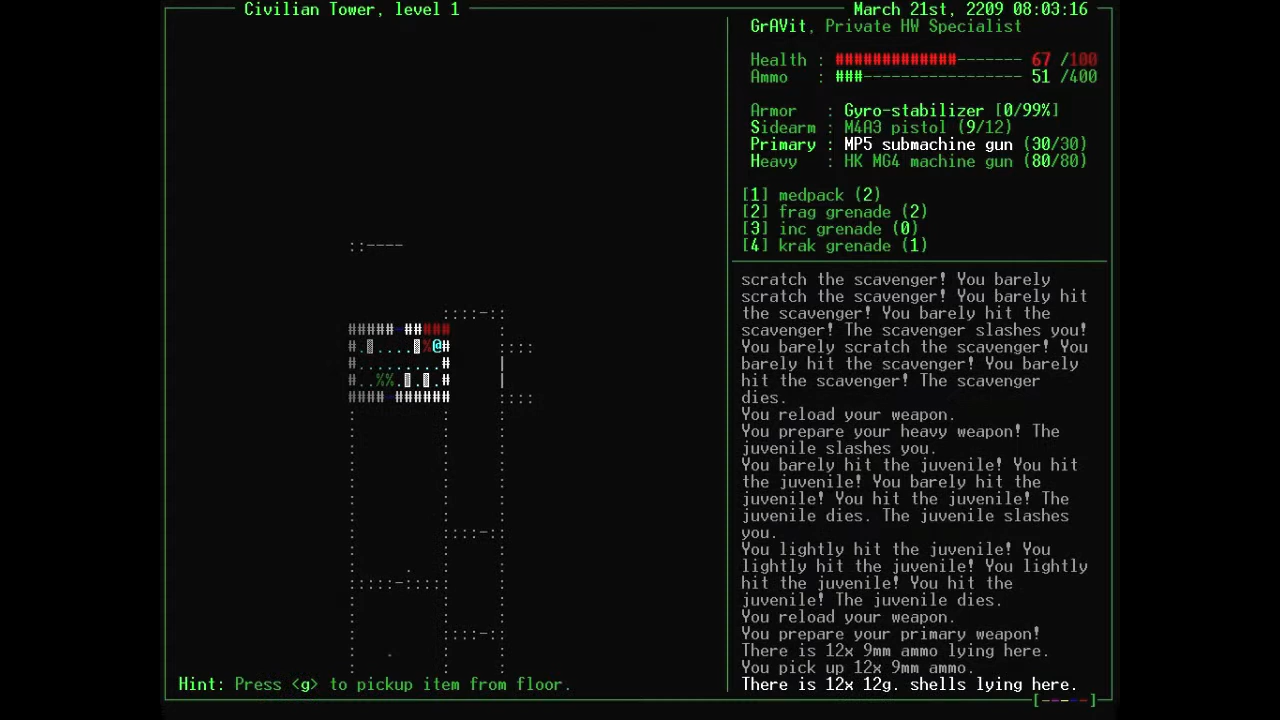 Civilian Tower, level 1
March 21st, 2209 08:03:16
GrAVit, Private HW Specialist
Health : #############------- 67 /100
Ammo   : ###----------------- 51 /400
Armor   : Gyro-stabilizer [0/99%]
Sidearm : M4A3 pistol (9/12)
Primary : MP5 submachine gun (30/30)
Heavy   : HK MG4 machine gun (80/80)
[1] medpack (2)
[2] frag grenade (2)
[3] inc grenade (0)
[4] krak grenade (1)
scratch the scavenger! You barely
scratch the scavenger! You barely hit
the scavenger! You barely hit the
scavenger! The scavenger slashes you!
You barely scratch the scavenger! You
barely hit the scavenger! You barely
hit the scavenger! The scavenger
dies.
You reload your weapon.
You prepare your heavy weapon! The
juvenile slashes you.
You barely hit the juvenile! You hit
the juvenile! You barely hit the
juvenile! You hit the juvenile! The
juvenile dies. The juvenile slashes
you.
You lightly hit the juvenile! You
lightly hit the juvenile! You lightly
hit the juvenile! You hit the
juvenile! The juvenile dies.
You reload your weapon.
You prepare your primary weapon!
There is 12x 9mm ammo lying here.
You pick up 12x 9mm ammo.
There is 12x 12g. shells lying here.
Hint: Press <g> to pickup item from floor.